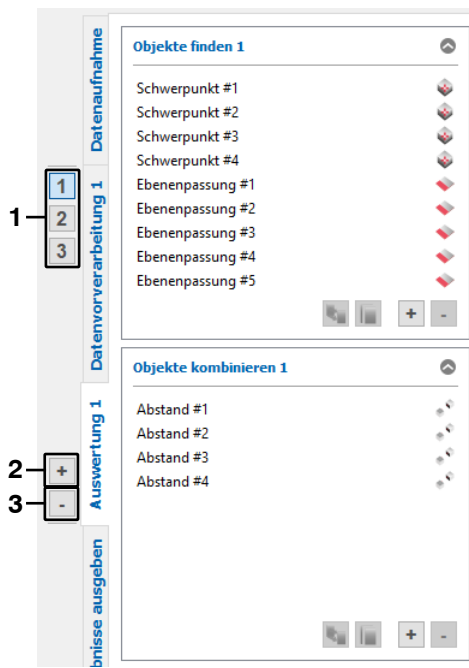 Datenaufnahme
Datenvorverarbeitung 1
Auswertung 1
bnisse ausgeben
1
1
2
3
2
+
3
-
Objekte finden 1
Schwerpunkt #1
Schwerpunkt #2
Schwerpunkt #3
Schwerpunkt #4
Ebenenpassung #1
Ebenenpassung #2
Ebenenpassung #3
Ebenenpassung #4
Ebenenpassung #5
+ -
Objekte kombinieren 1
Abstand #1
Abstand #2
Abstand #3
Abstand #4
+ -